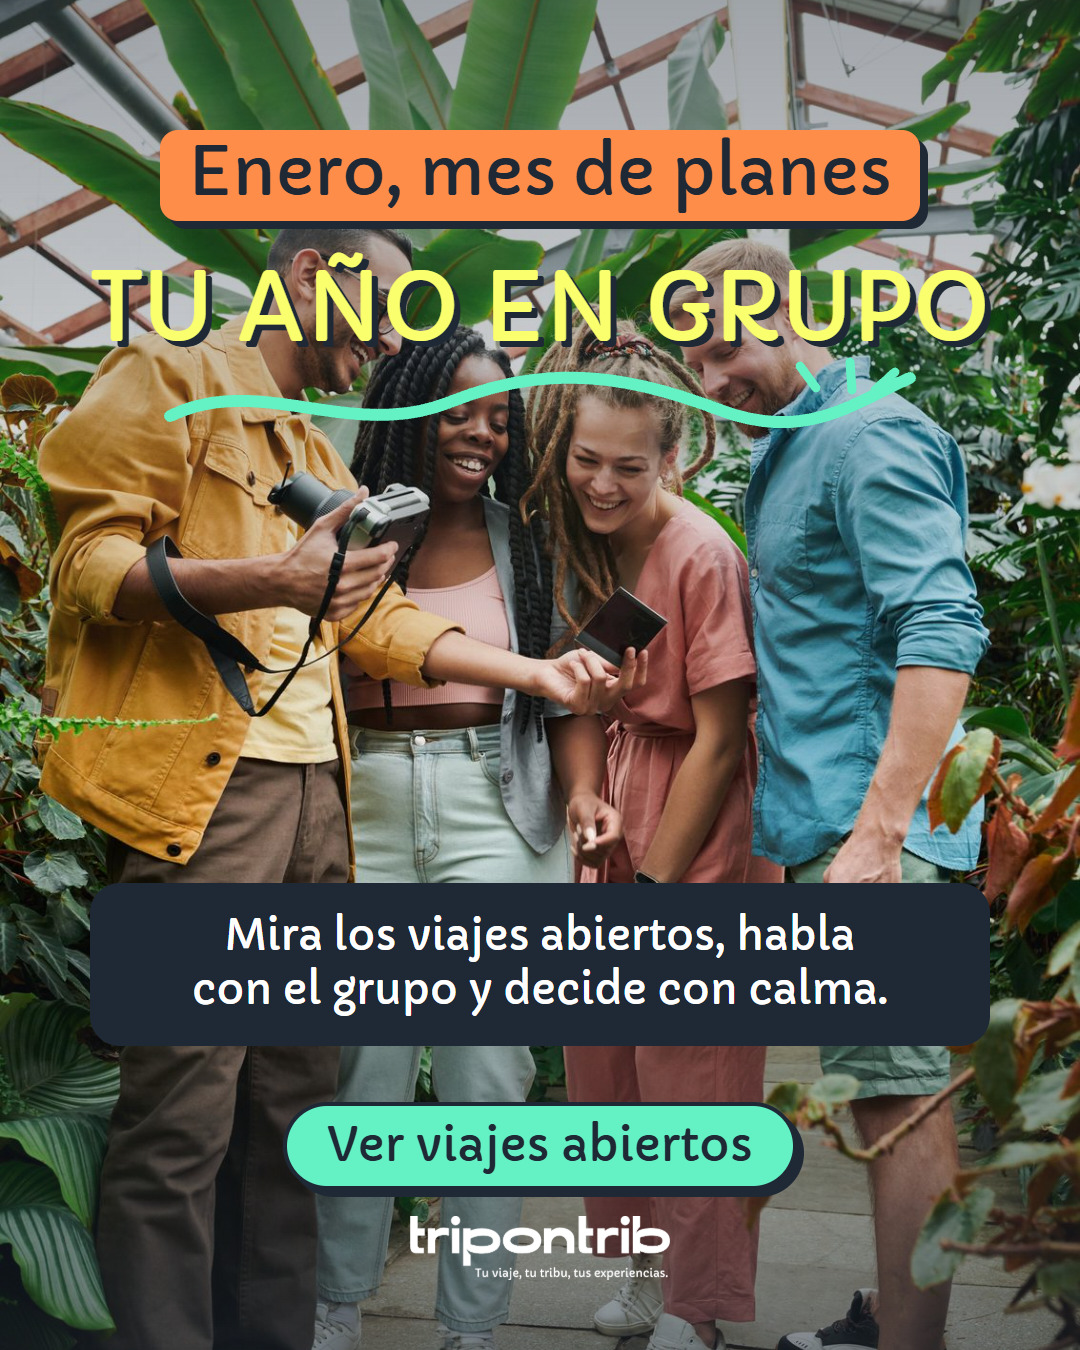 Enero, mes de planes
TU AÑO EN GRUPO
Mira los viajes abiertos, habla
con el grupo y decide con calma.
Ver viajes abiertos
tripontrib
Tu viaje, tu tribu, tus experiencias.